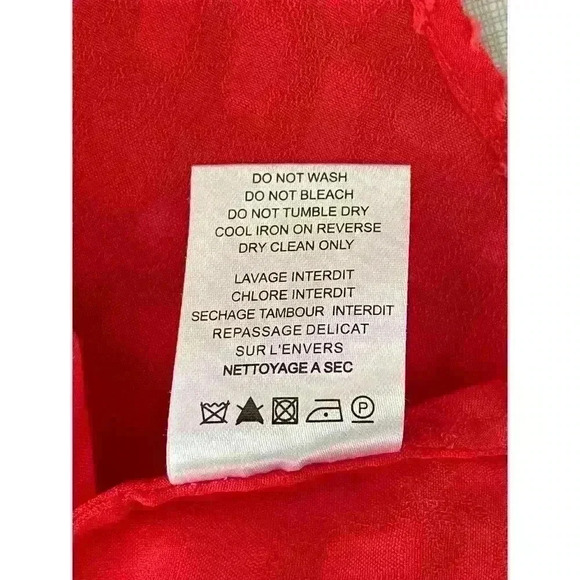 DO NOT WASH
DO NOT BLEACH
DO NOT TUMBLE DRY
COOL IRON ON REVERSE
DRY CLEAN ONLY
LAVAGE INTERDIT
CHLORE INTERDIT
SECHAGE TAMBOUR INTERDIT
REPASSAGE DELICAT
SUR L'ENVERS
NETTOYAGE A SEC
P